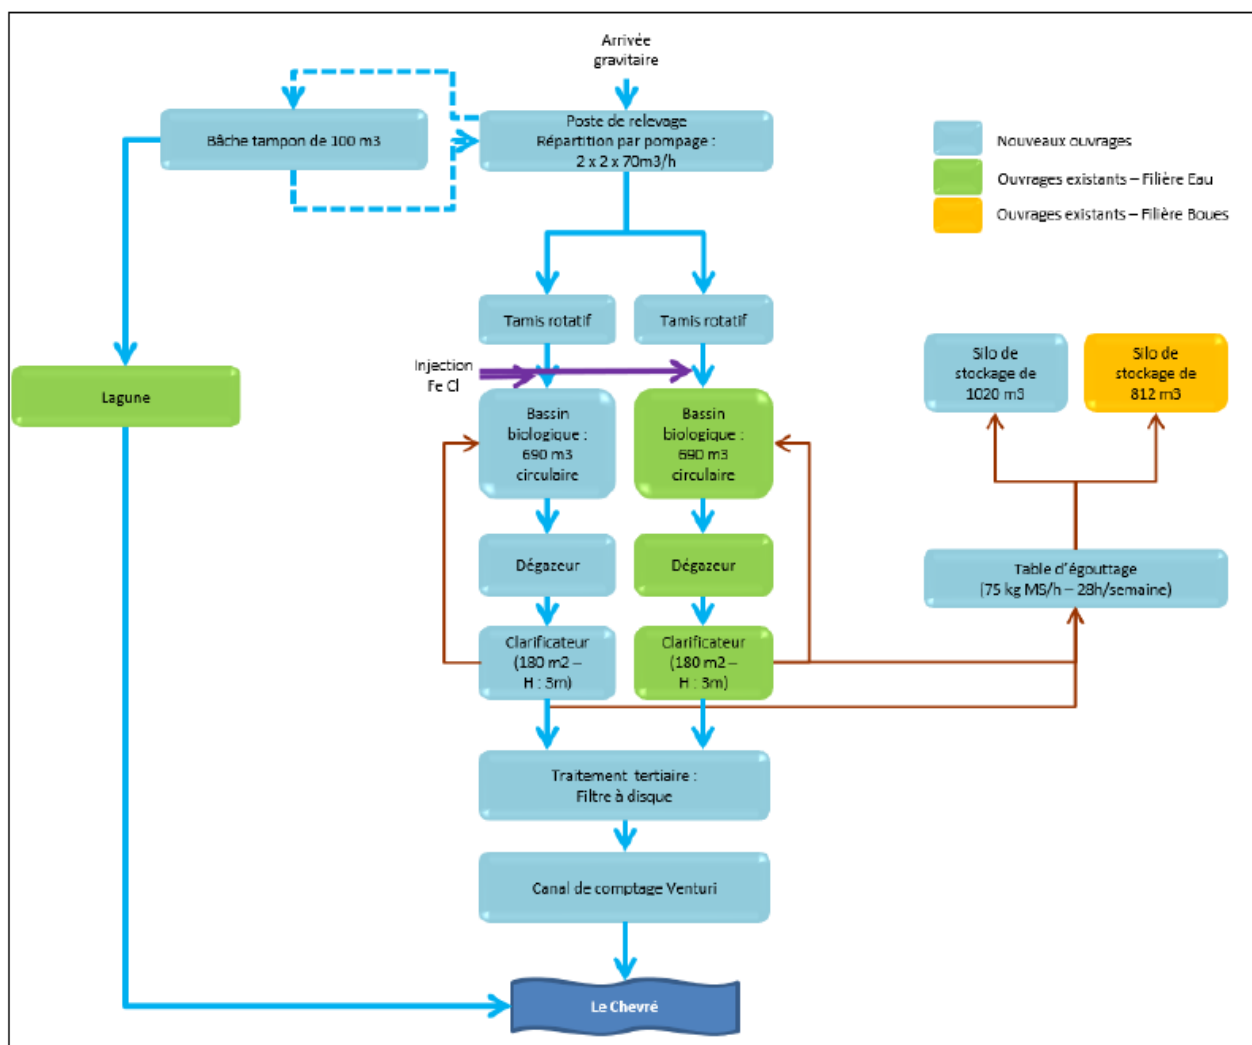 Arrivée
gravitaire
Bâche tampon de 100 m3
Poste de relevage
Répartition par pompage :
2 x 2 x 70m3/h
Nouveaux ouvrages
Ouvrages existants – Filière Eau
Ouvrages existants – Filière Boues
Tamis rotatif
Tamis rotatif
Injection
Fe Cl
Lagune
Bassin
biologique :
690 m3
circulaire
Bassin
biologique :
690 m3
circulaire
Silo de
stockage de
1020 m3
Silo de
stockage de
812 m3
Dégazeur
Dégazeur
Table d'égouttage
(75 kg MS/h – 28h/semaine)
Clarificateur
(180 m2 –
H : 3m)
Clarificateur
(180 m2 –
H : 3m)
Traitement tertiaire :
Filtre à disque
Canal de comptage Venturi
Le Chevré